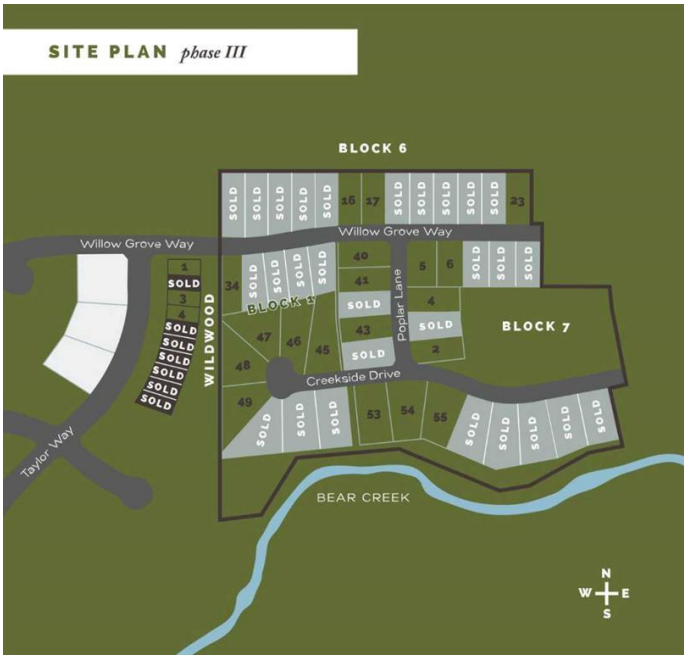 SITE PLAN phase III
BLOCK 6
SOLD SOLD SOLD SOLD SOLD 16 17 SOLD SOLD SOLD SOLD SOLD 23
Willow Grove Way
Willow Grove Way
34 SOLD SOLD SOLD SOLD
40
41
SOLD
43
SOLD
Poplar Lane
5 6 SOLD SOLD SOLD
4
SOLD
2
BLOCK 7
1
SOLD
3
4
SOLD
SOLD
SOLD
SOLD
SOLD
SOLD
WILDWOOD
BLOCK 1
47 46 45
48
49
Creekside Drive
SOLD SOLD SOLD
53 54 55
SOLD SOLD SOLD SOLD SOLD
Taylor Way
BEAR CREEK
N
W E
S